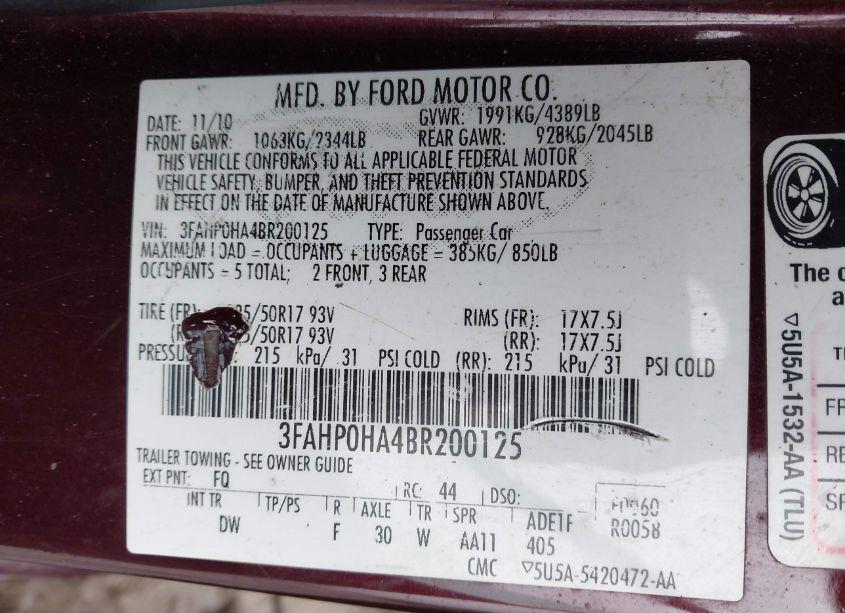 MFD. BY FORD MOTOR CO.
DATE: 11/10 GVWR: 1991KG/4389LB
FRONT GAWR: 1063KG/2344LB REAR GAWR: 928KG/2045LB
THIS VEHICLE CONFORMS TO ALL APPLICABLE FEDERAL MOTOR
VEHICLE SAFETY, BUMPER, AND THEFT PREVENTION STANDARDS
IN EFFECT ON THE DATE OF MANUFACTURE SHOWN ABOVE.
VIN: 3FAHP0HA4BR200125 TYPE: Passenger Car
MAXIMUM LOAD = OCCUPANTS + LUGGAGE = 385KG/ 850LB
OCCUPANTS = 5 TOTAL; 2 FRONT, 3 REAR
TIRE (FR) /50R17 93V RIMS (FR): 17X7.5J
/50R17 93V (RR): 17X7.5J
PRESSU 215 kPa/ 31 PSI COLD (RR): 215 kPa/ 31 PSI COLD
3FAHP0HA4BR200125
TRAILER TOWING - SEE OWNER GUIDE
EXT PNT: FQ RC: 44 DSO:
INT TR TP/PS R AXLE TR SPR ADE1F R0058
DW F 30 W AA11 405
CMC ▽5U5A-5420472-AA
The
a
▽5U5A-1532-AA (TLU)
FR
RE
SP